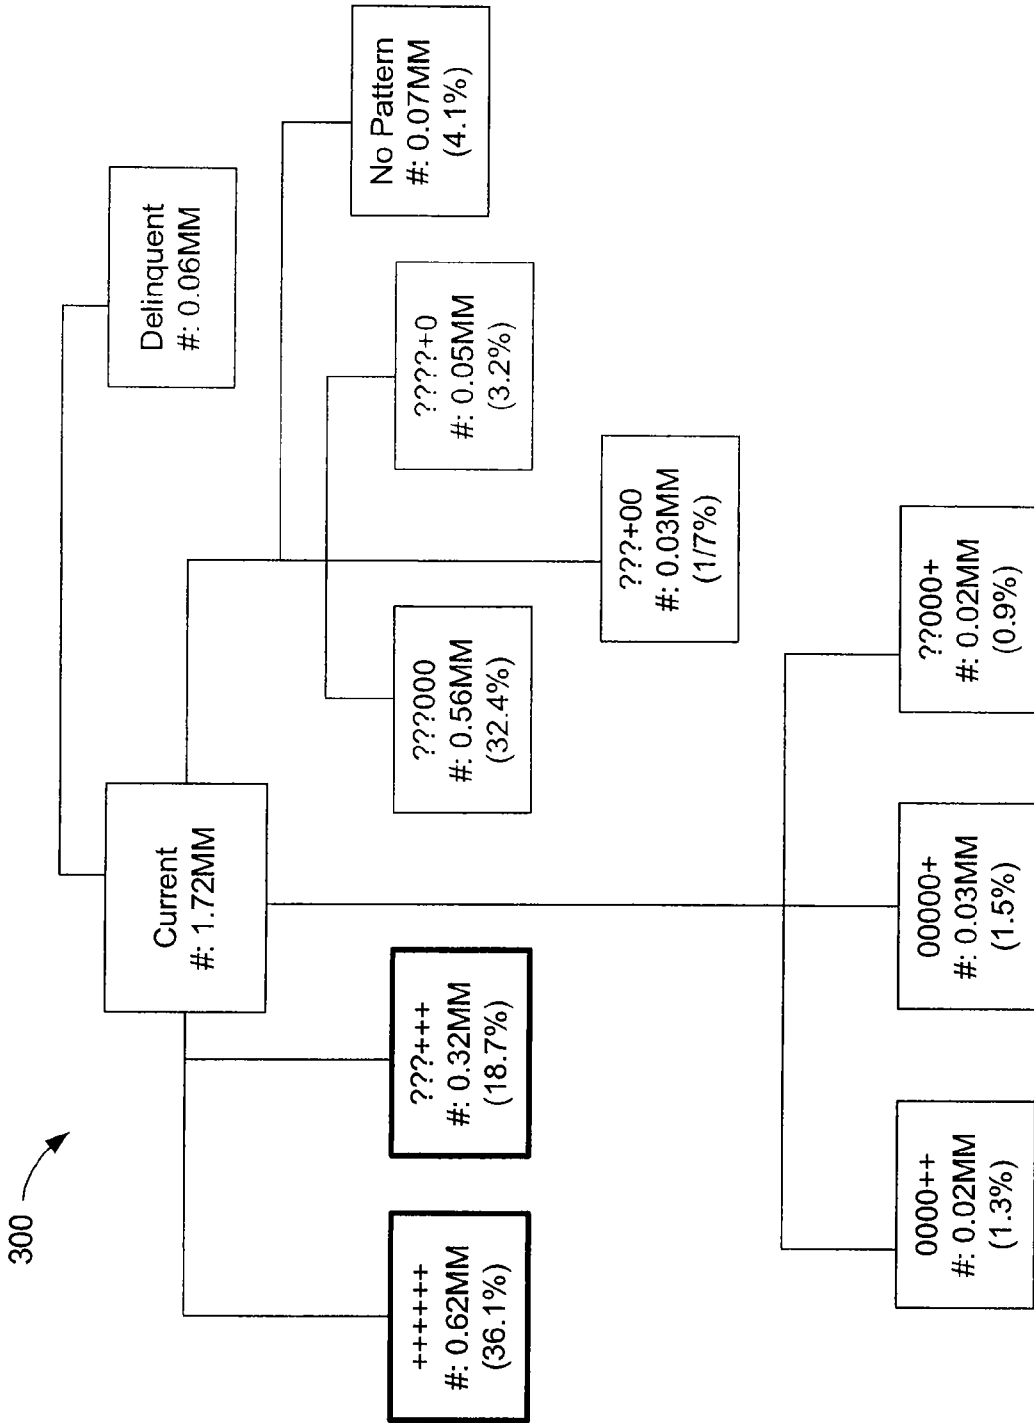 300
Current
#: 1.72MM
Delinquent
#: 0.06MM
++++++
#: 0.62MM
(36.1%)
???+++
#: 0.32MM
(18.7%)
???000
#: 0.56MM
(32.4%)
????+0
#: 0.05MM
(3.2%)
No Pattern
#: 0.07MM
(4.1%)
???+00
#: 0.03MM
(1/7%)
0000++
#: 0.02MM
(1.3%)
00000+
#: 0.03MM
(1.5%)
??000+
#: 0.02MM
(0.9%)